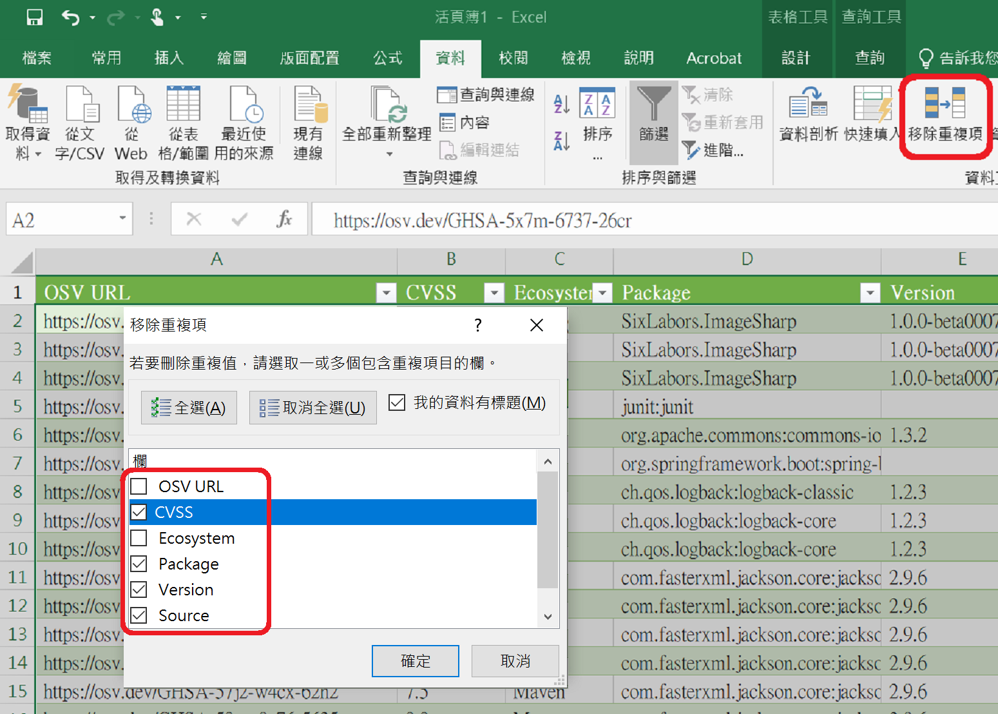 活頁簿1 - Excel
表格工具 查詢工具
檔案 常用 插入 繪圖 版面配置 公式 資料 校閱 檢視 說明 Acrobat 設計 查詢 告訴我您
取得資料 從文字/CSV 從 Web 從表格/範圍 最近使用的來源 現有連線 全部重新整理 查詢與連線 內容 編輯連結 排序... 篩選 清除 重新套用 進階... 資料剖析 快速填入 移除重複項
取得及轉換資料 查詢與連線 排序與篩選 資料工
A2 fx https://osv.dev/GHSA-5x7m-6737-26cr
A B C D E
1 OSV URL CVSS Ecosyster Package Version
2 https://osv. SixLabors.ImageSharp 1.0.0-beta0007
3 https://osv. SixLabors.ImageSharp 1.0.0-beta0007
4 https://osv. SixLabors.ImageSharp 1.0.0-beta0007
5 https://osv. junit:junit
6 https://osv. org.apache.commons:commons-io 1.3.2
7 https://osv. org.springframework.boot:spring-b
8 https://osv. ch.qos.logback:logback-classic 1.2.3
9 https://osv. ch.qos.logback:logback-core 1.2.3
10 https://osv. ch.qos.logback:logback-core 1.2.3
11 https://osv. com.fasterxml.jackson.core:jackso 2.9.6
12 https://osv. com.fasterxml.jackson.core:jackso 2.9.6
13 https://osv. com.fasterxml.jackson.core:jackso 2.9.6
14 https://osv. com.fasterxml.jackson.core:jackso 2.9.6
15 https://osv.dev/GHSA-57j2-w4cx-62h2 7.5 Maven com.fasterxml.jackson.core:jackso 2.9.6
移除重複項 ?
若要刪除重複值，請選取一或多個包含重複項目的欄。
全選(A) 取消全選(U) 我的資料有標題(M)
欄
OSV URL
CVSS
Ecosystem
Package
Version
Source
確定 取消